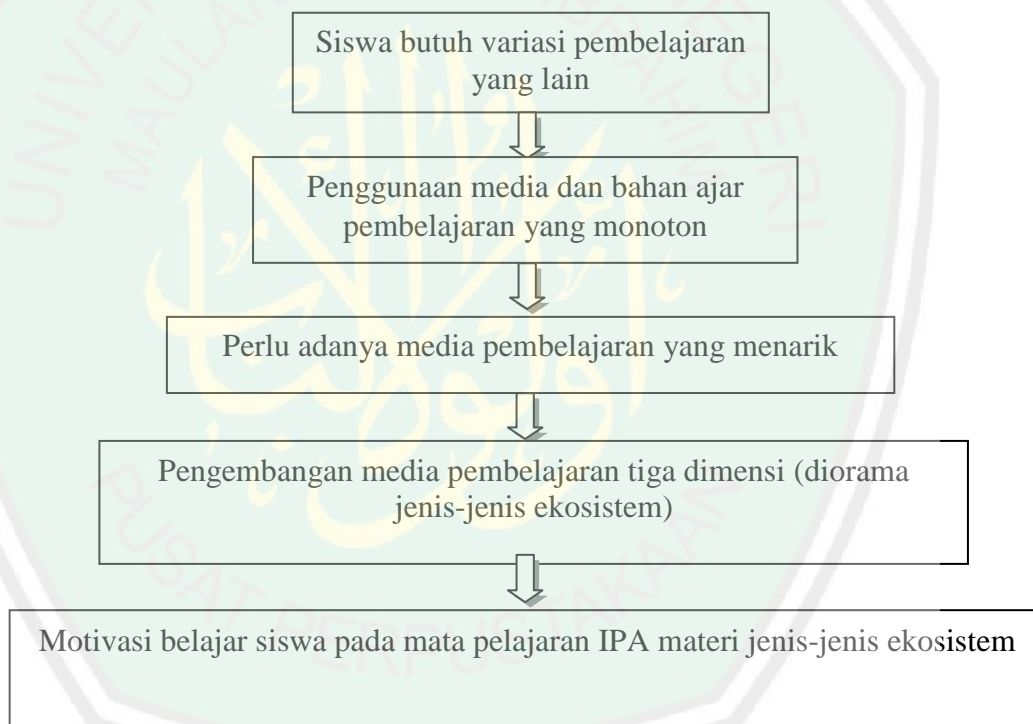 Siswa butuh variasi pembelajaran
yang lain
Penggunaan media dan bahan ajar
pembelajaran yang monoton
Perlu adanya media pembelajaran yang menarik
Pengembangan media pembelajaran tiga dimensi (diorama
jenis-jenis ekosistem)
Motivasi belajar siswa pada mata pelajaran IPA materi jenis-jenis ekosistem
PUSAT PERPUSTAKAAN